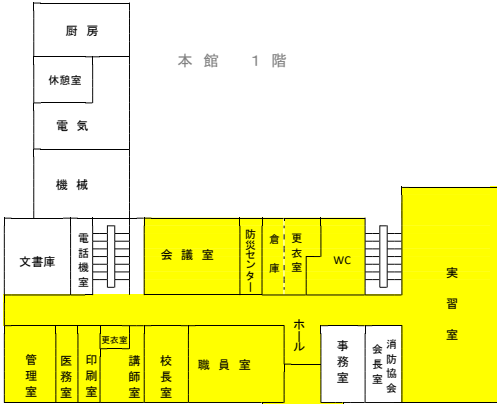 本館 1階
厨房
休憩室
電気
機械
文書庫
電話機室
会議室
防災センター
倉庫
更衣室
WC
実習室
ホール
管理室
医務室
印刷室
更衣室
講師室
校長室
職員室
事務室
消防協会
会長室